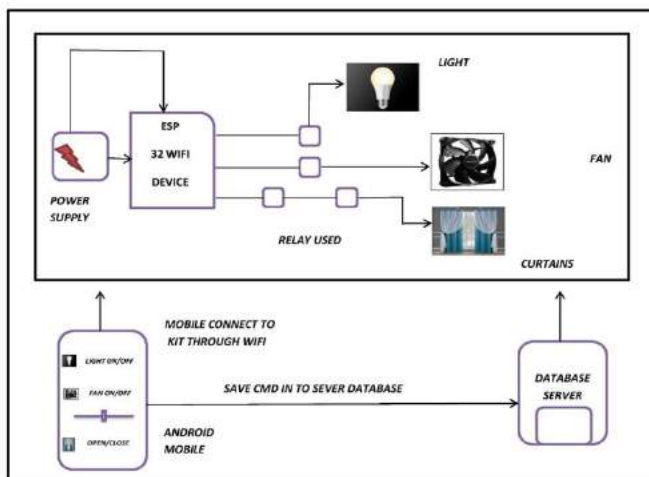 LIGHT
ESP
32 WIFI
DEVICE
FAN
POWER
SUPPLY
RELAY USED
CURTAINS
MOBILE CONNECT TO
KIT THROUGH WIFI
LIGHT ON/OFF
FAN ON/OFF
OPEN/CLOSE
SAVE CMD IN TO SEVER DATABASE
ANDROID
MOBILE
DATABASE
SERVER